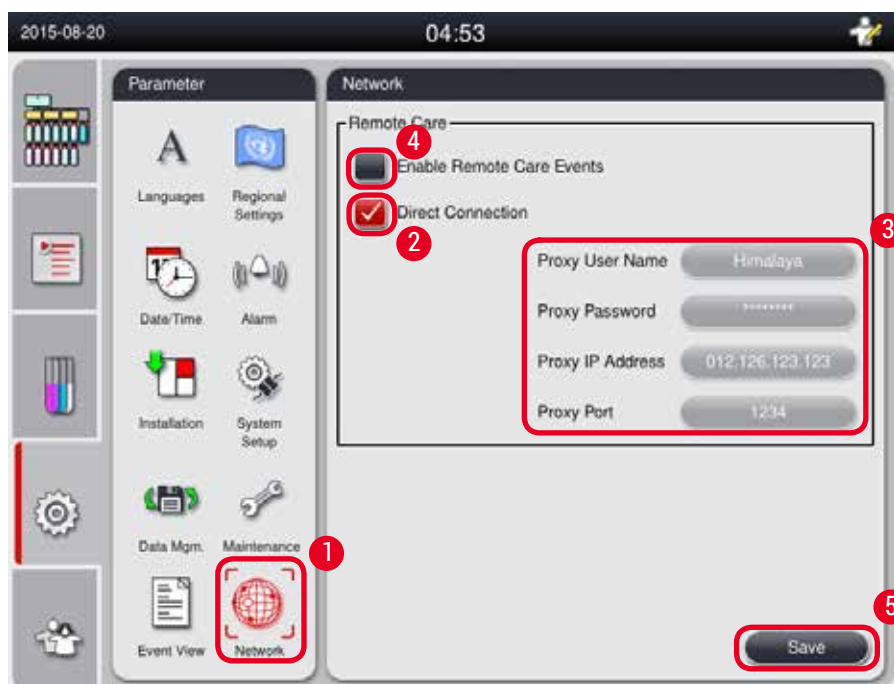 2015-08-20 04:53
Parameter
Network
Languages
Regional
Settings
Date/Time
Alarm
Installation
System
Setup
Data Mgm.
Maintenance
Event View
Network
Remote Care
4
Enable Remote Care Events
Direct Connection
2
3
Proxy User Name Himalaya
Proxy Password ********
Proxy IP Address 012.126.123.123
Proxy Port 1234
1
5
Save